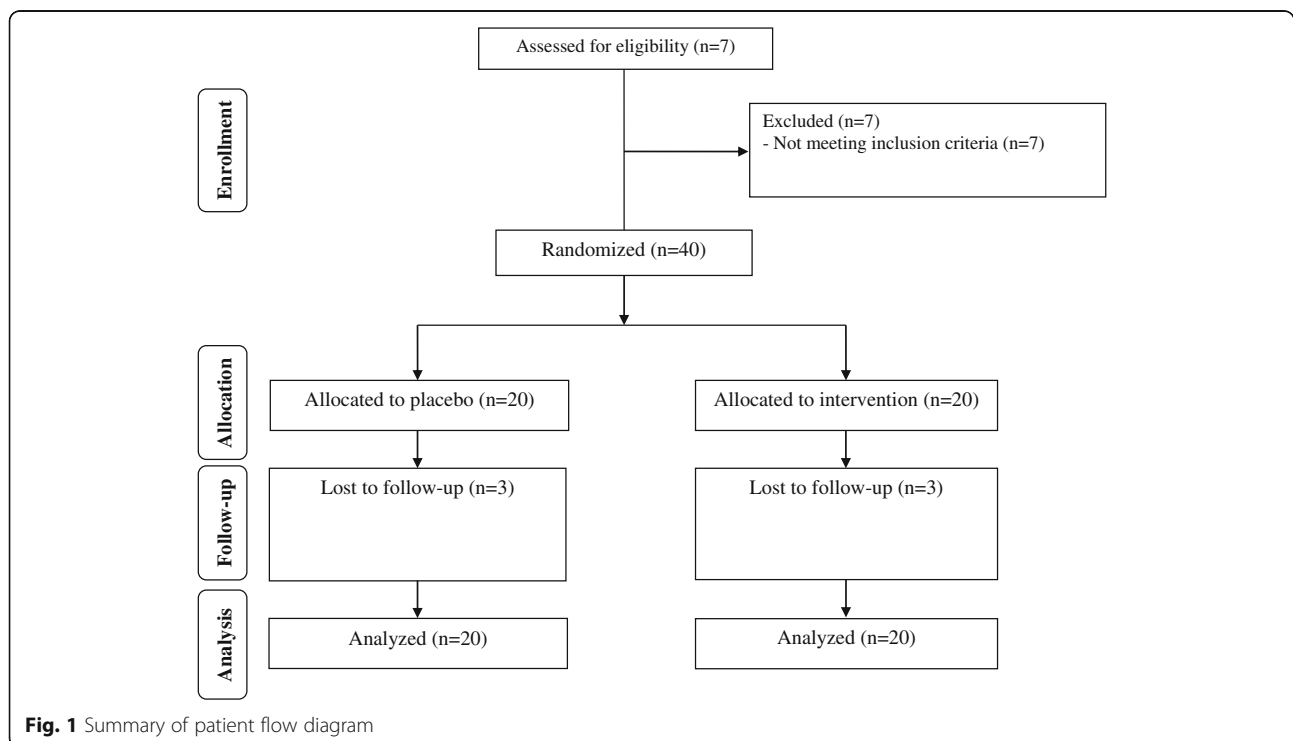 Assessed for eligibility (n=7)
Enrollment
Excluded (n=7)
- Not meeting inclusion criteria (n=7)
Randomized (n=40)
Allocation
Allocated to placebo (n=20)
Allocated to intervention (n=20)
Follow-up
Lost to follow-up (n=3)
Lost to follow-up (n=3)
Analysis
Analyzed (n=20)
Analyzed (n=20)
Fig. 1 Summary of patient flow diagram